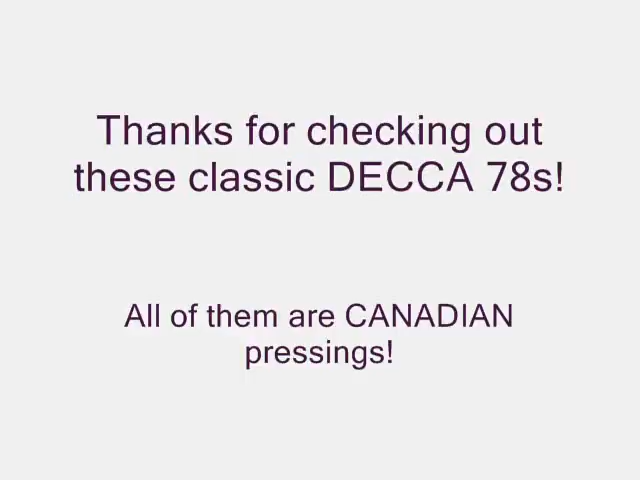 Thanks for checking out
these classic DECCA 78s!
All of them are CANADIAN
pressings!